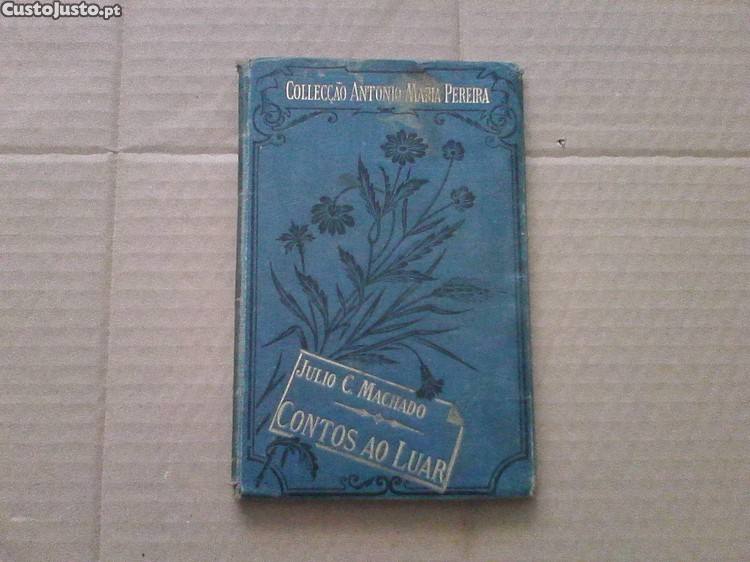 CustoJusto.pt
COLLECÇÃO ANTONIO MARIA PEREIRA
JULIO C. MACHADO
CONTOS AO LUAR